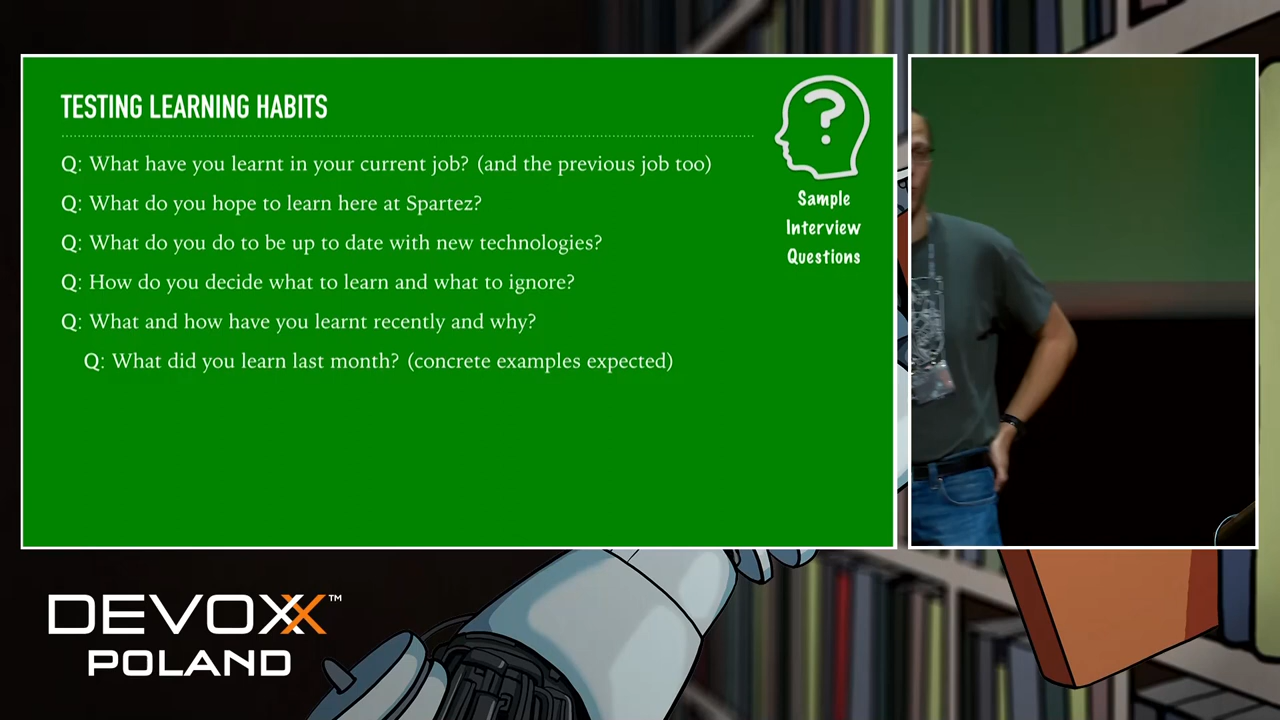 TESTING LEARNING HABITS
Q: What have you learnt in your current job? (and the previous job too)
Q: What do you hope to learn here at Spartez?
Q: What do you do to be up to date with new technologies?
Q: How do you decide what to learn and what to ignore?
Q: What and how have you learnt recently and why?
Q: What did you learn last month? (concrete examples expected)
?
Sample
Interview
Questions
DEVOXX™
POLAND